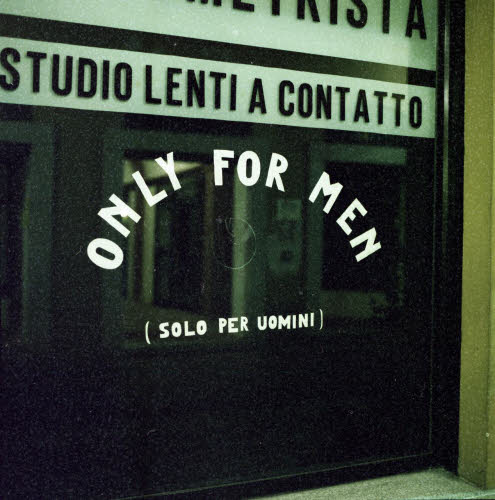 STUDIO LENTI A CONTATTO
ONLY FOR MEN
(SOLO PER UOMINI)